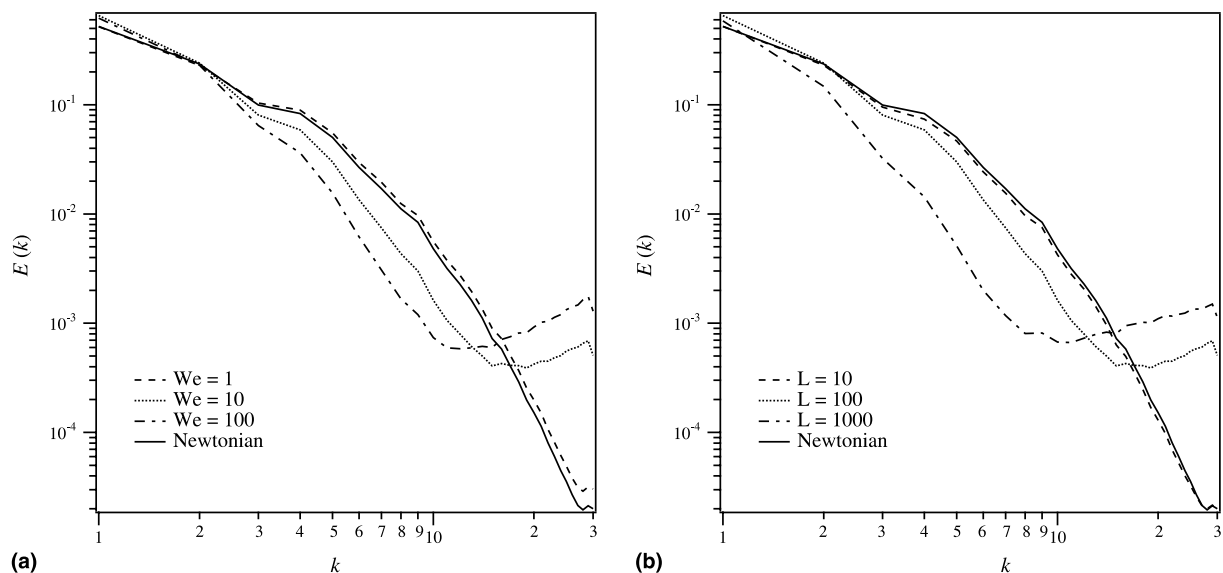 10^-1
10^-2
10^-3
10^-4
E (k)
We = 1
We = 10
We = 100
Newtonian
1 2 3 4 5 6 7 8 9 10 2 3
k
(a)
10^-1
10^-2
10^-3
10^-4
E (k)
L = 10
L = 100
L = 1000
Newtonian
1 2 3 4 5 6 7 8 9 10 2 3
k
(b)